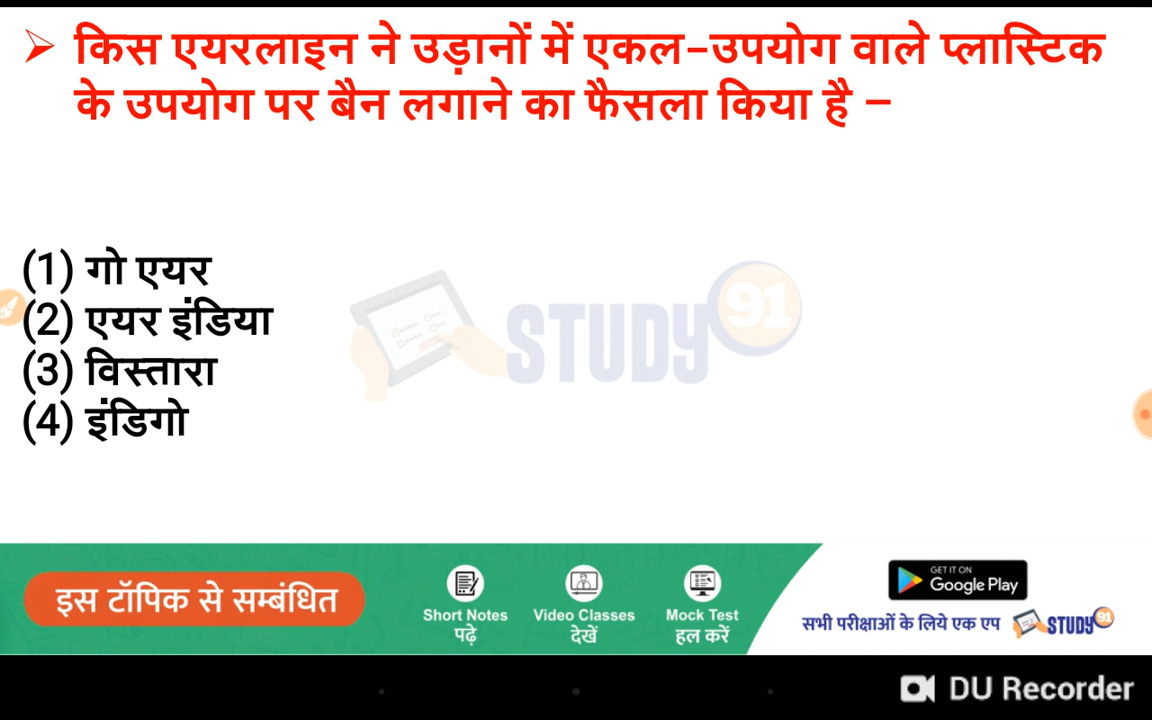 ➢ किस एयरलाइन ने उड़ानों में एकल-उपयोग वाले प्लास्टिक
के उपयोग पर बैन लगाने का फैसला किया है –
(1) गो एयर
(2) एयर इंडिया
(3) विस्तारा
(4) इंडिगो
STUDY 91
इस टॉपिक से सम्बंधित
Short Notes
पढ़े
Video Classes
देखें
Mock Test
हल करें
GET IT ON
Google Play
सभी परीक्षाओं के लिये एक एप
STUDY 91
DU Recorder